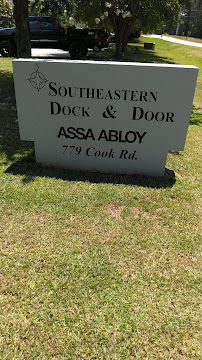 Southeastern
Dock & Door
ASSA ABLOY
779 Cook Rd.